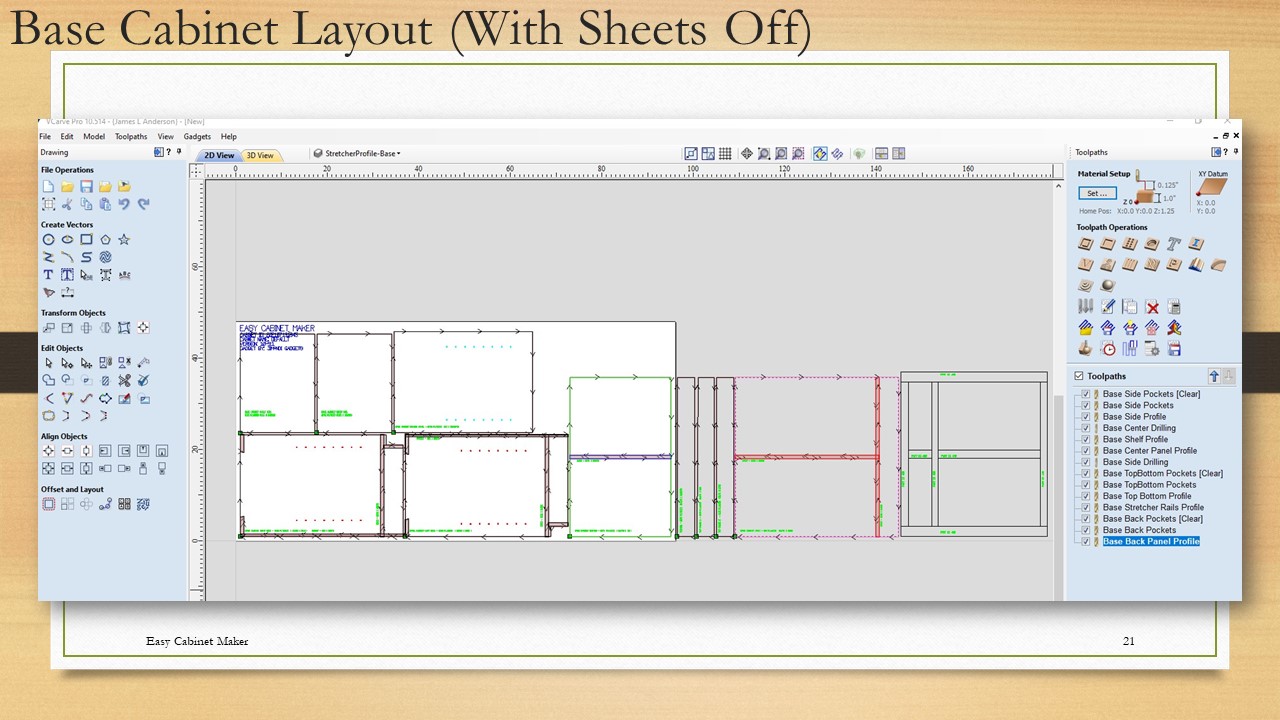 Base Cabinet Layout (With Sheets Off)
VCarve Pro 10.514 - {James L Anderson} - [New]
File Edit Model Toolpaths View Gadgets Help
Drawing
2D View 3D View StretcherProfile-Base
Toolpaths
File Operations
Create Vectors
Transform Objects
Edit Objects
Align Objects
Offset and Layout
0 20 40 60 80 100 120 140 160
60
40
20
0
EASY CABINET MAKER
Material Setup
Set ...
Z 0
0.125"
1.0"
Home Pos: X:0.0 Y:0.0 Z:1.25
XY Datum
X: 0.0
Y: 0.0
Toolpath Operations
Toolpaths
Base Side Pockets [Clear]
Base Side Pockets
Base Side Profile
Base Center Drilling
Base Shelf Profile
Base Center Panel Profile
Base Side Drilling
Base TopBottom Pockets [Clear]
Base TopBottom Pockets
Base Top Bottom Profile
Base Stretcher Rails Profile
Base Back Pockets [Clear]
Base Back Pockets
Base Back Panel Profile
Easy Cabinet Maker
21